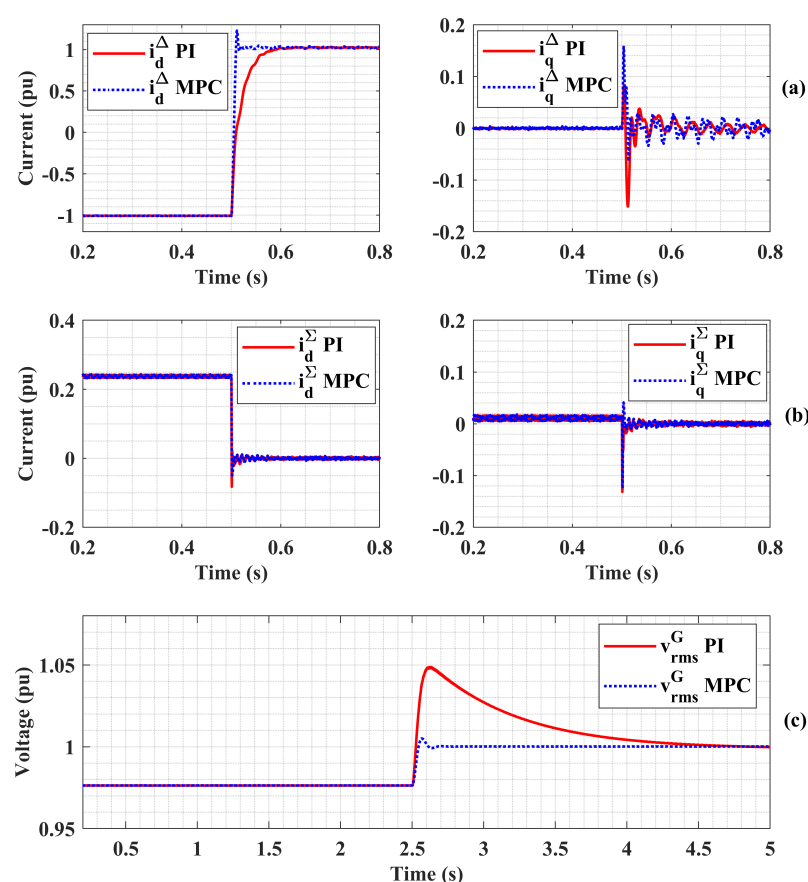 Current (pu)
1
0.5
0
-0.5
-1
i_d^Δ PI
i_d^Δ MPC
0.2 0.4 0.6 0.8
Time (s)
0.2
0.1
0
-0.1
-0.2
i_q^Δ PI
i_q^Δ MPC
0.2 0.4 0.6 0.8
Time (s)
(a)
Current (pu)
0.4
0.2
0
-0.2
i_d^Σ PI
i_d^Σ MPC
0.2 0.4 0.6 0.8
Time (s)
0.2
0.1
0
-0.1
-0.2
i_q^Σ PI
i_q^Σ MPC
0.2 0.4 0.6 0.8
Time (s)
(b)
Voltage (pu)
1.05
1
0.95
v_rms^G PI
v_rms^G MPC
0.5 1 1.5 2 2.5 3 3.5 4 4.5 5
Time (s)
(c)